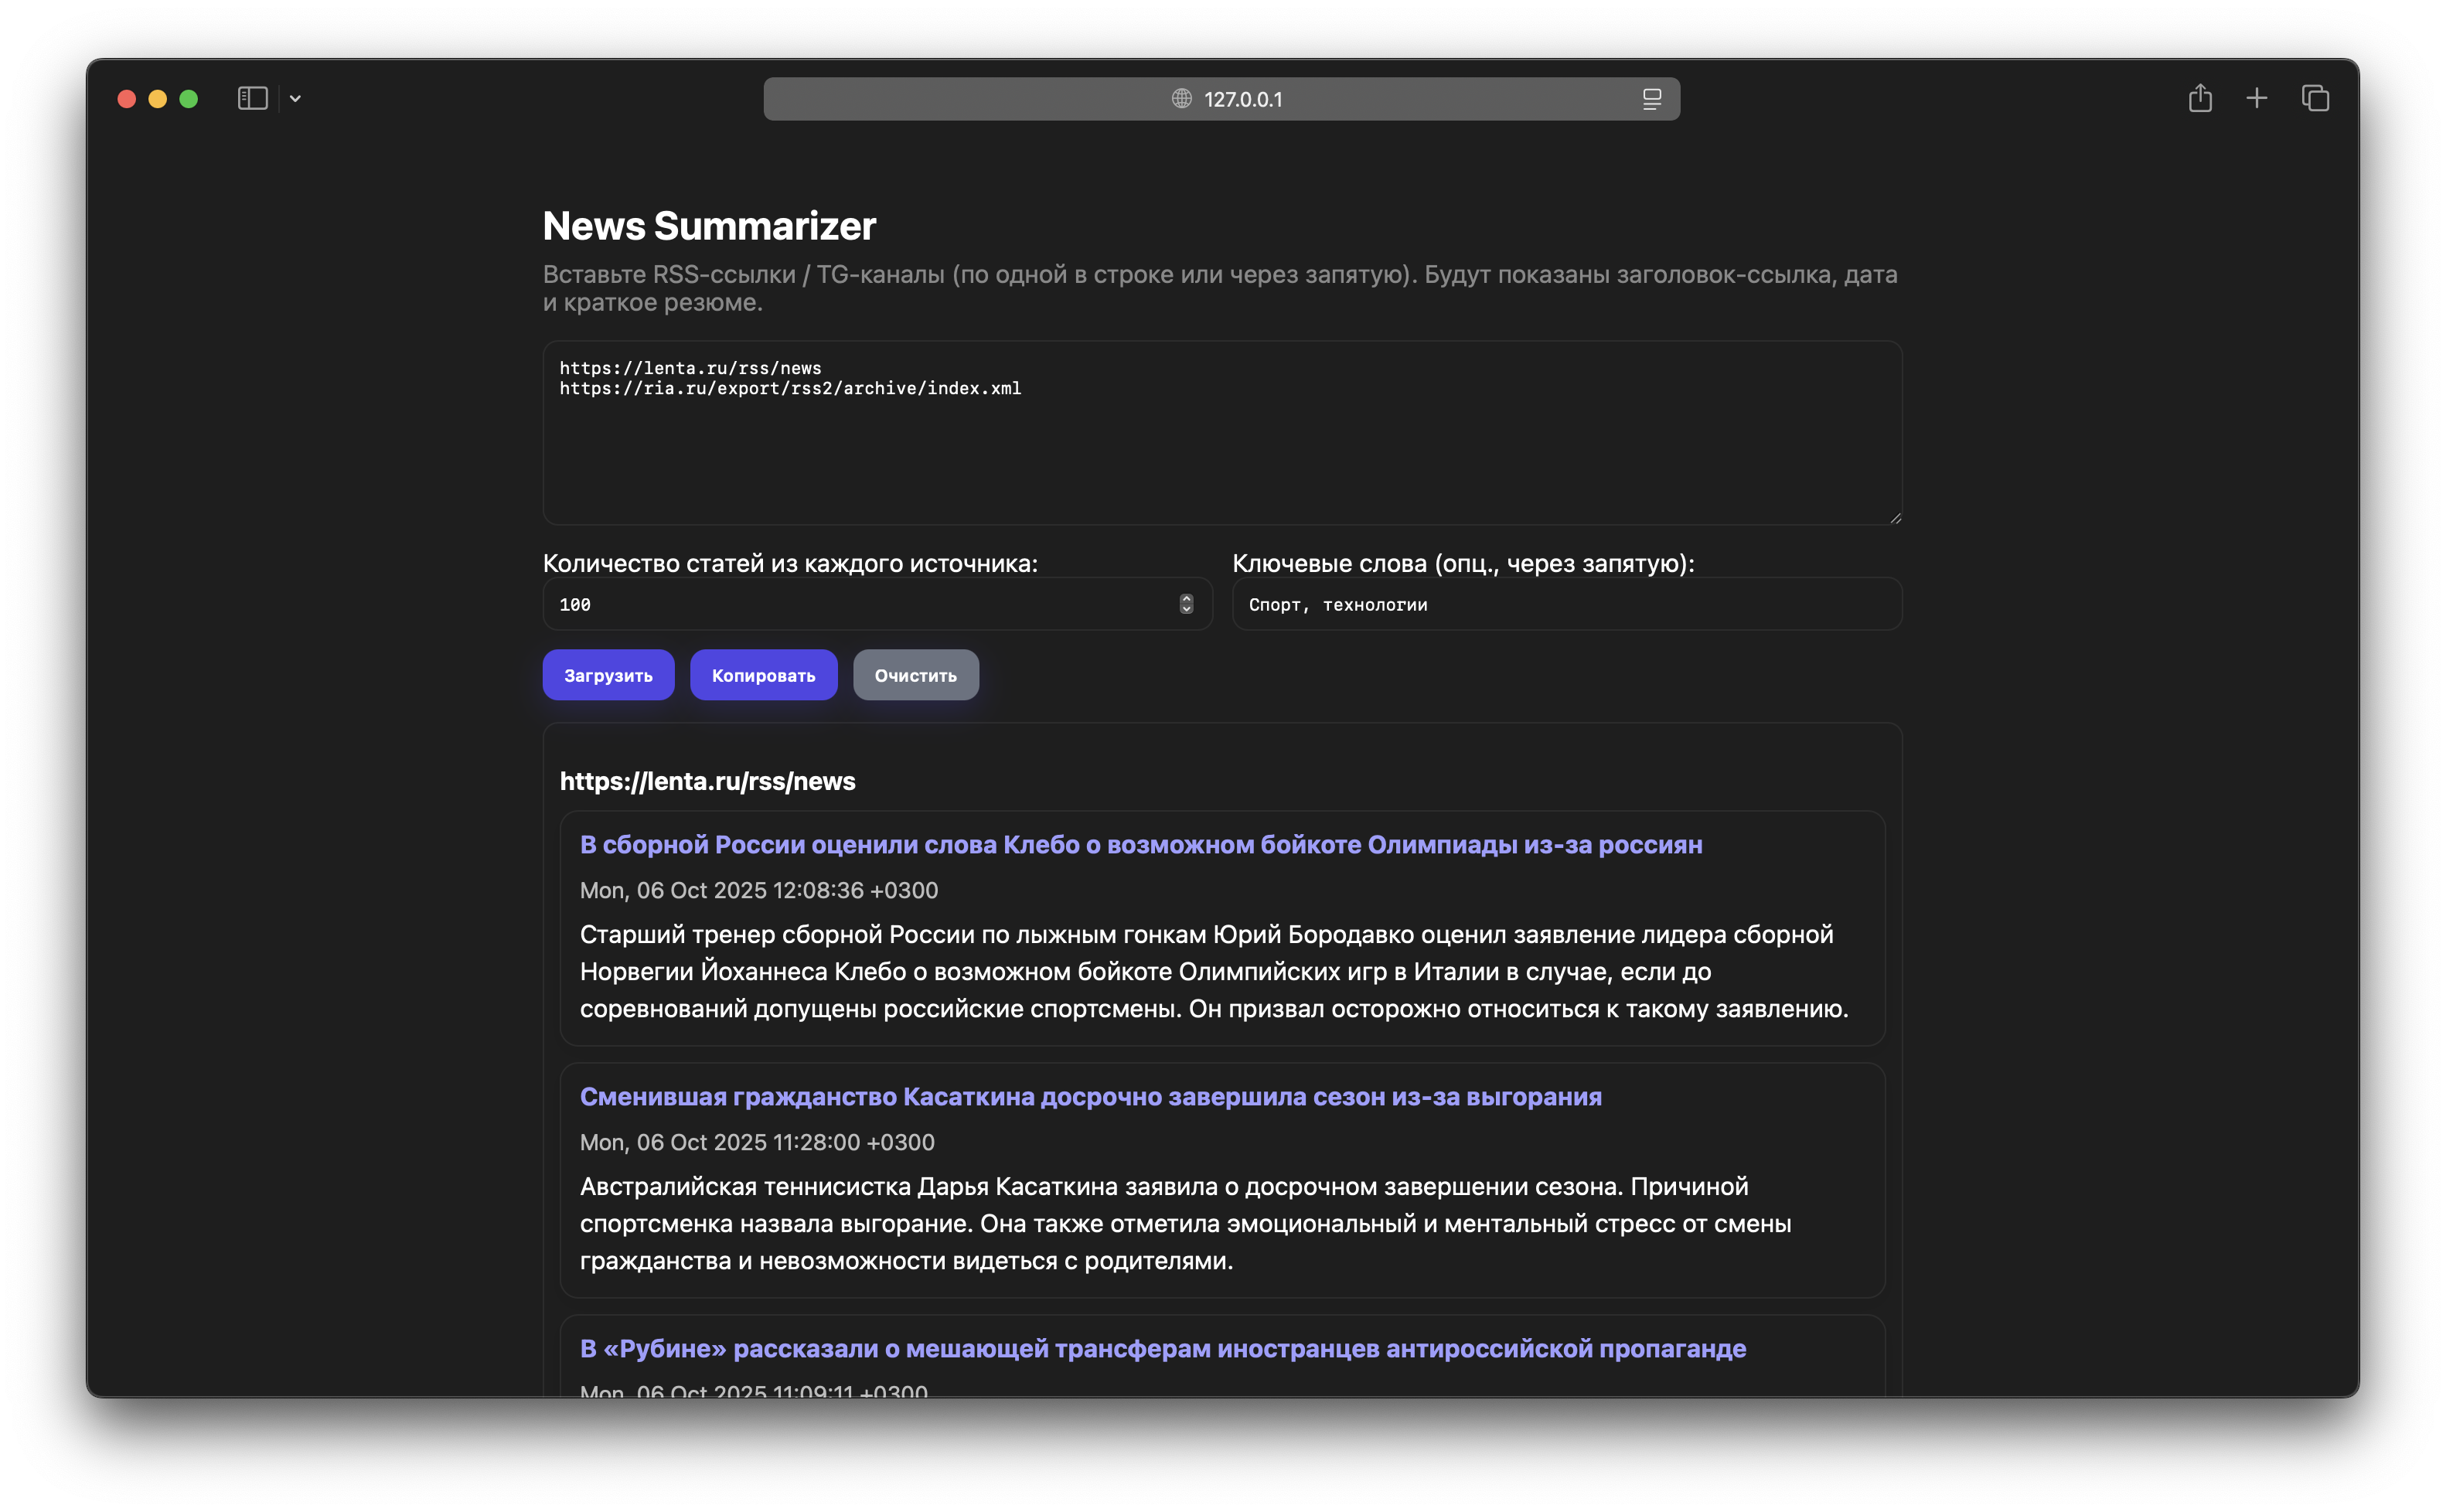 127.0.0.1
News Summarizer
Вставьте RSS-ссылки / TG-каналы (по одной в строке или через запятую). Будут показаны заголовок-ссылка, дата
и краткое резюме.
https://lenta.ru/rss/news
https://ria.ru/export/rss2/archive/index.xml
Количество статей из каждого источника:
Ключевые слова (опц., через запятую):
100
Спорт, технологии
Загрузить
Копировать
Очистить
https://lenta.ru/rss/news
В сборной России оценили слова Клебо о возможном бойкоте Олимпиады из-за россиян
Mon, 06 Oct 2025 12:08:36 +0300
Старший тренер сборной России по лыжным гонкам Юрий Бородавко оценил заявление лидера сборной
Норвегии Йоханнеса Клебо о возможном бойкоте Олимпийских игр в Италии в случае, если до
соревнований допущены российские спортсмены. Он призвал осторожно относиться к такому заявлению.
Сменившая гражданство Касаткина досрочно завершила сезон из-за выгорания
Mon, 06 Oct 2025 11:28:00 +0300
Австралийская теннисистка Дарья Касаткина заявила о досрочном завершении сезона. Причиной
спортсменка назвала выгорание. Она также отметила эмоциональный и ментальный стресс от смены
гражданства и невозможности видеться с родителями.
В «Рубине» рассказали о мешающей трансферам иностранцев антироссийской пропаганде
Mon, 06 Oct 2025 11:09:11 +0300